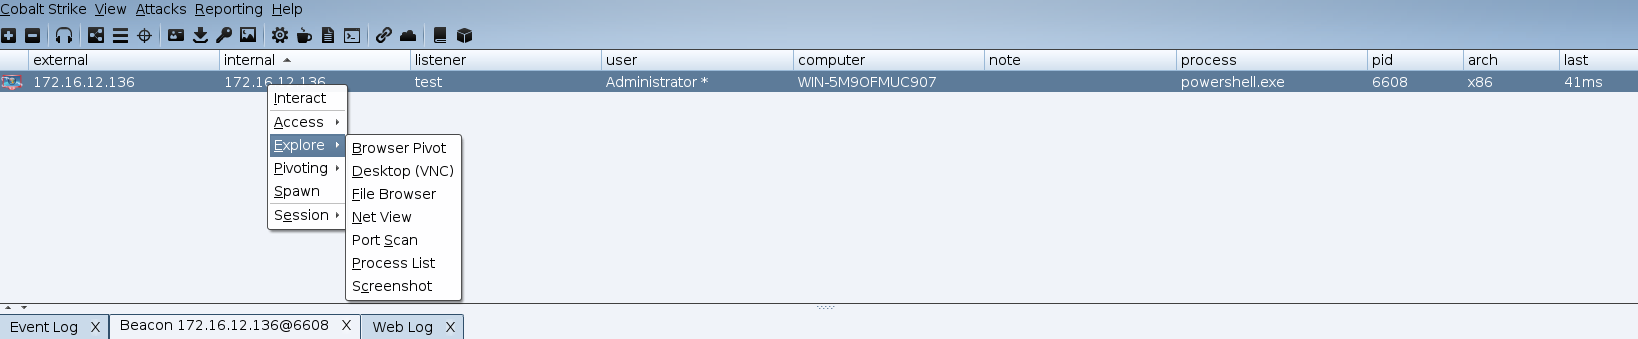 Cobalt Strike View Attacks Reporting Help
external internal listener user computer note process pid arch last
172.16.12.136 172.16.12.136 test Administrator * WIN-5M9OFMUC907 powershell.exe 6608 x86 41ms
Interact
Access
Explore
Pivoting
Spawn
Session
Browser Pivot
Desktop (VNC)
File Browser
Net View
Port Scan
Process List
Screenshot
Event Log X Beacon 172.16.12.136@6608 X Web Log X